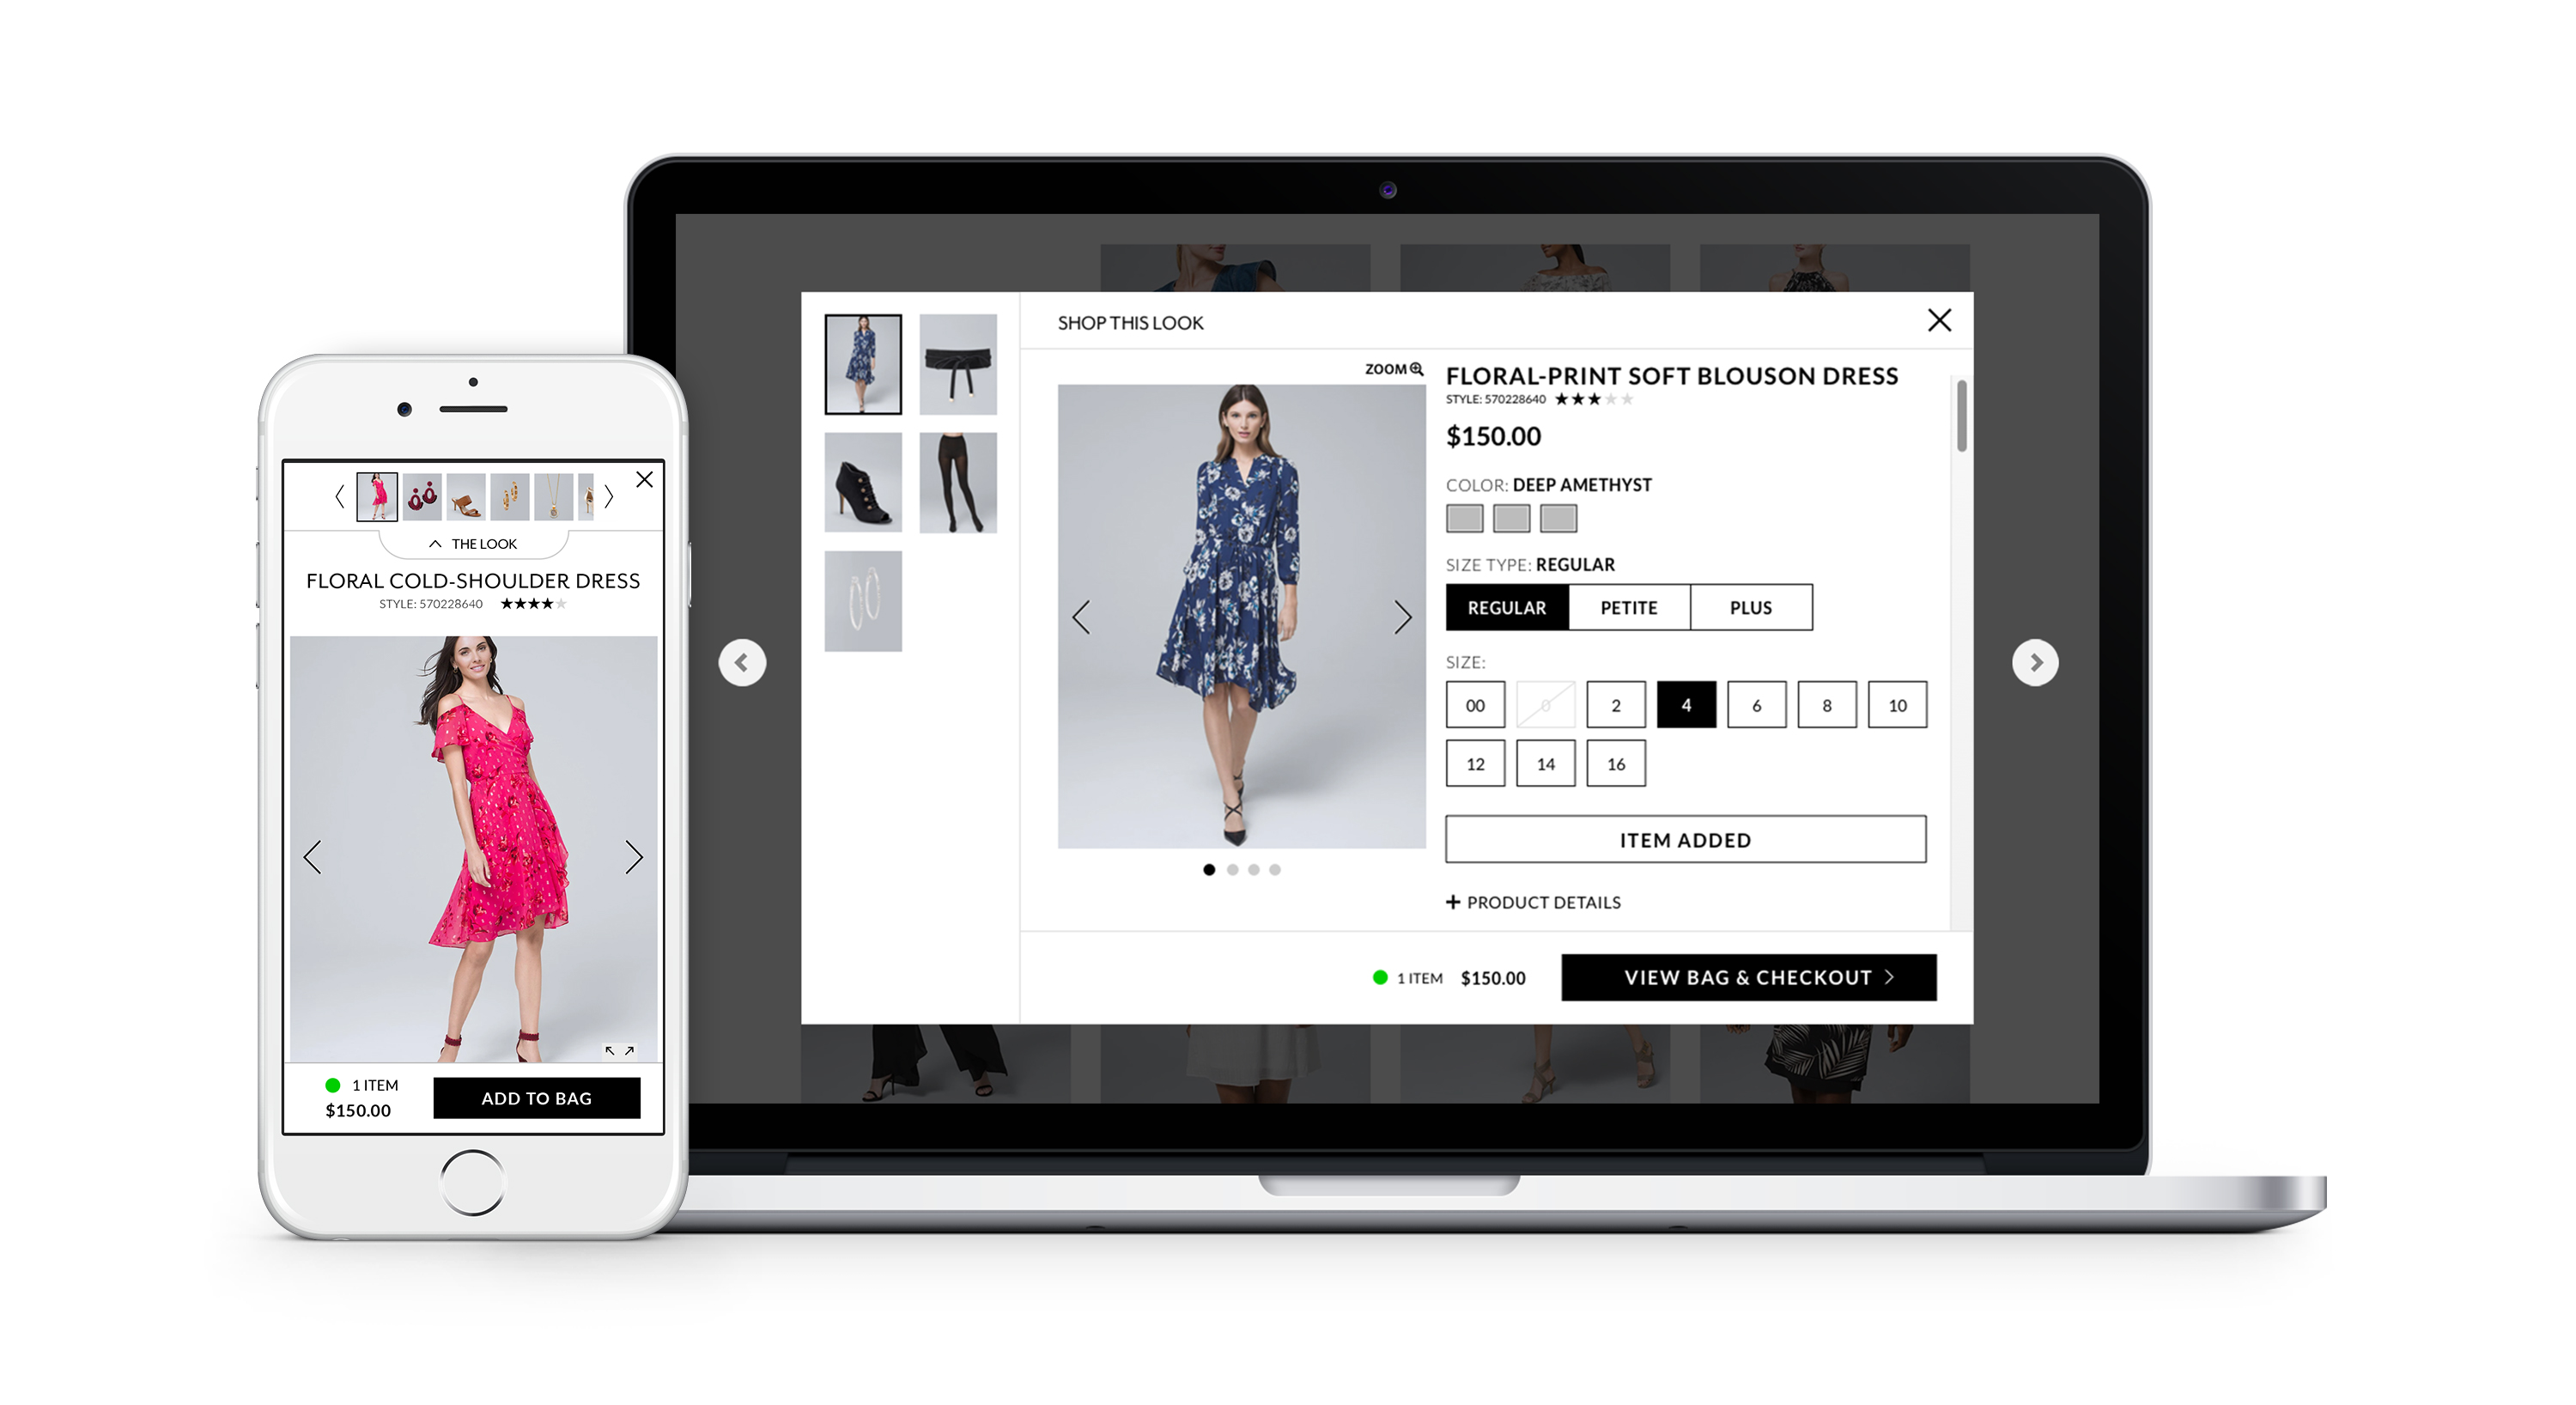 THE LOOK
FLORAL COLD-SHOULDER DRESS
STYLE: 570228640
1 ITEM
$150.00
ADD TO BAG
SHOP THIS LOOK
ZOOM
FLORAL-PRINT SOFT BLOUSON DRESS
STYLE: 570228640
$150.00
COLOR: DEEP AMETHYST
SIZE TYPE: REGULAR
REGULAR PETITE PLUS
SIZE:
00 0 2 4 6 8 10
12 14 16
ITEM ADDED
+ PRODUCT DETAILS
1 ITEM $150.00 VIEW BAG & CHECKOUT